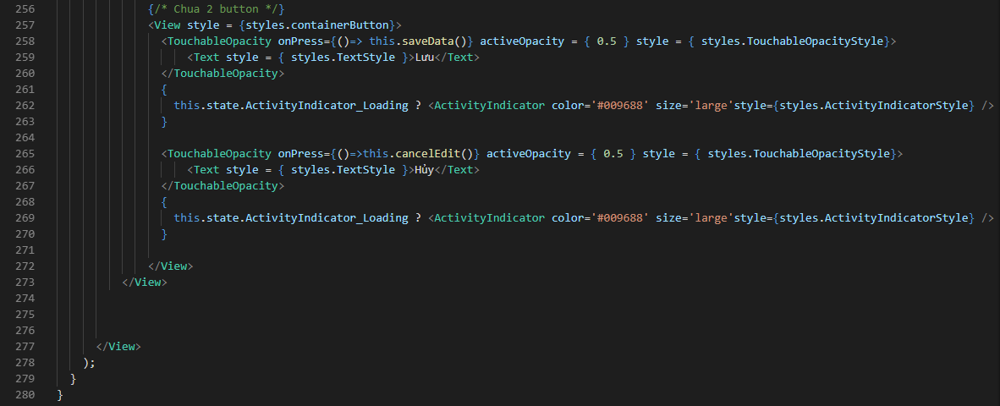 256 {/* Chua 2 button */}
257 <View style = {styles.containerButton}>
258 <TouchableOpacity onPress={()=> this.saveData()} activeOpacity = { 0.5 } style = { styles.TouchableOpacityStyle}>
259 <Text style = { styles.TextStyle }>Lưu</Text>
260 </TouchableOpacity>
261 {
262 this.state.ActivityIndicator_Loading ? <ActivityIndicator color='#009688' size='large'style={styles.ActivityIndicatorStyle} />
263 }
264
265 <TouchableOpacity onPress={()=>this.cancelEdit()} activeOpacity = { 0.5 } style = { styles.TouchableOpacityStyle}>
266 <Text style = { styles.TextStyle }>Hủy</Text>
267 </TouchableOpacity>
268 {
269 this.state.ActivityIndicator_Loading ? <ActivityIndicator color='#009688' size='large'style={styles.ActivityIndicatorStyle} />
270 }
271
272 </View>
273 </View>
274
275
276
277 </View>
278 );
279 }
280 }